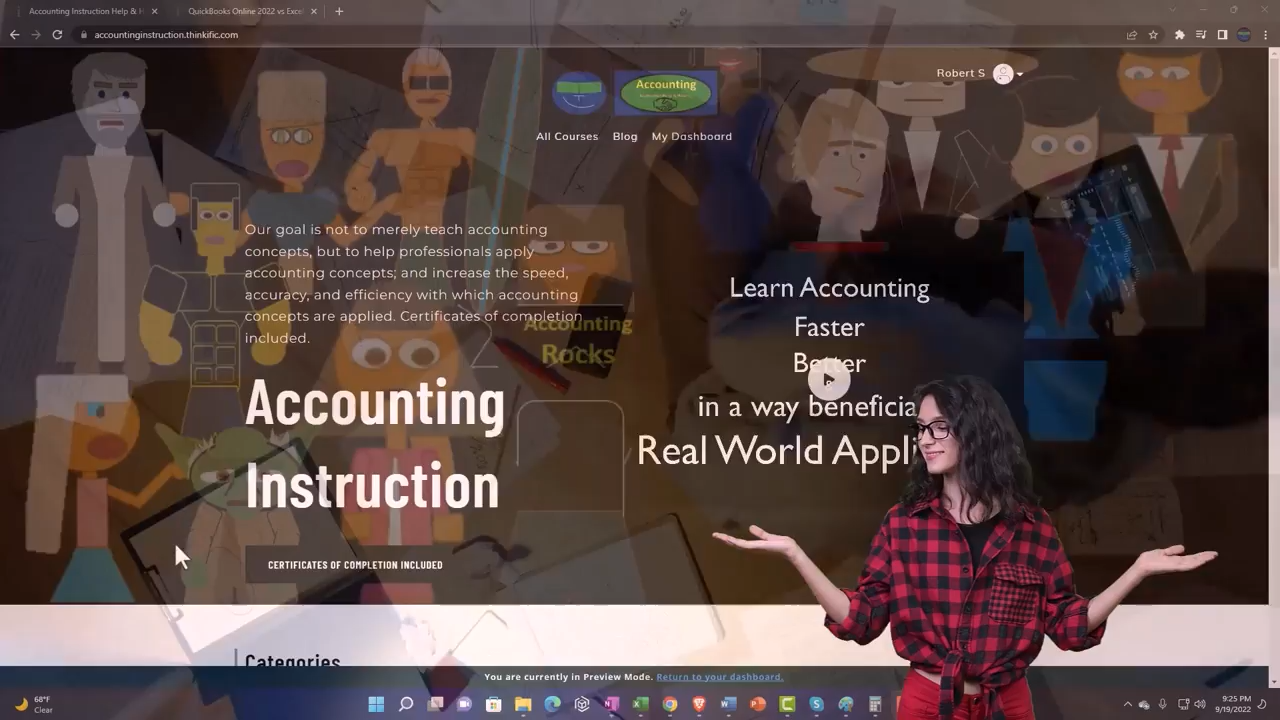 Accounting Instruction Help & H
QuickBooks Online 2022 vs Excel
accountinginstruction.thinkific.com
Robert S
Accounting
All Courses Blog My Dashboard
Our goal is not to merely teach accounting
concepts, but to help professionals apply
accounting concepts; and increase the speed,
accuracy, and efficiency with which accounting
concepts are applied. Certificates of completion
included.
Accounting
Rocks
Learn Accounting
Faster
Better
in a way beneficia
Real World Appli
Accounting
Instruction
CERTIFICATES OF COMPLETION INCLUDED
Categories
You are currently in Preview Mode. Return to your dashboard.
68°F
Clear
9:25 PM
9/19/2022